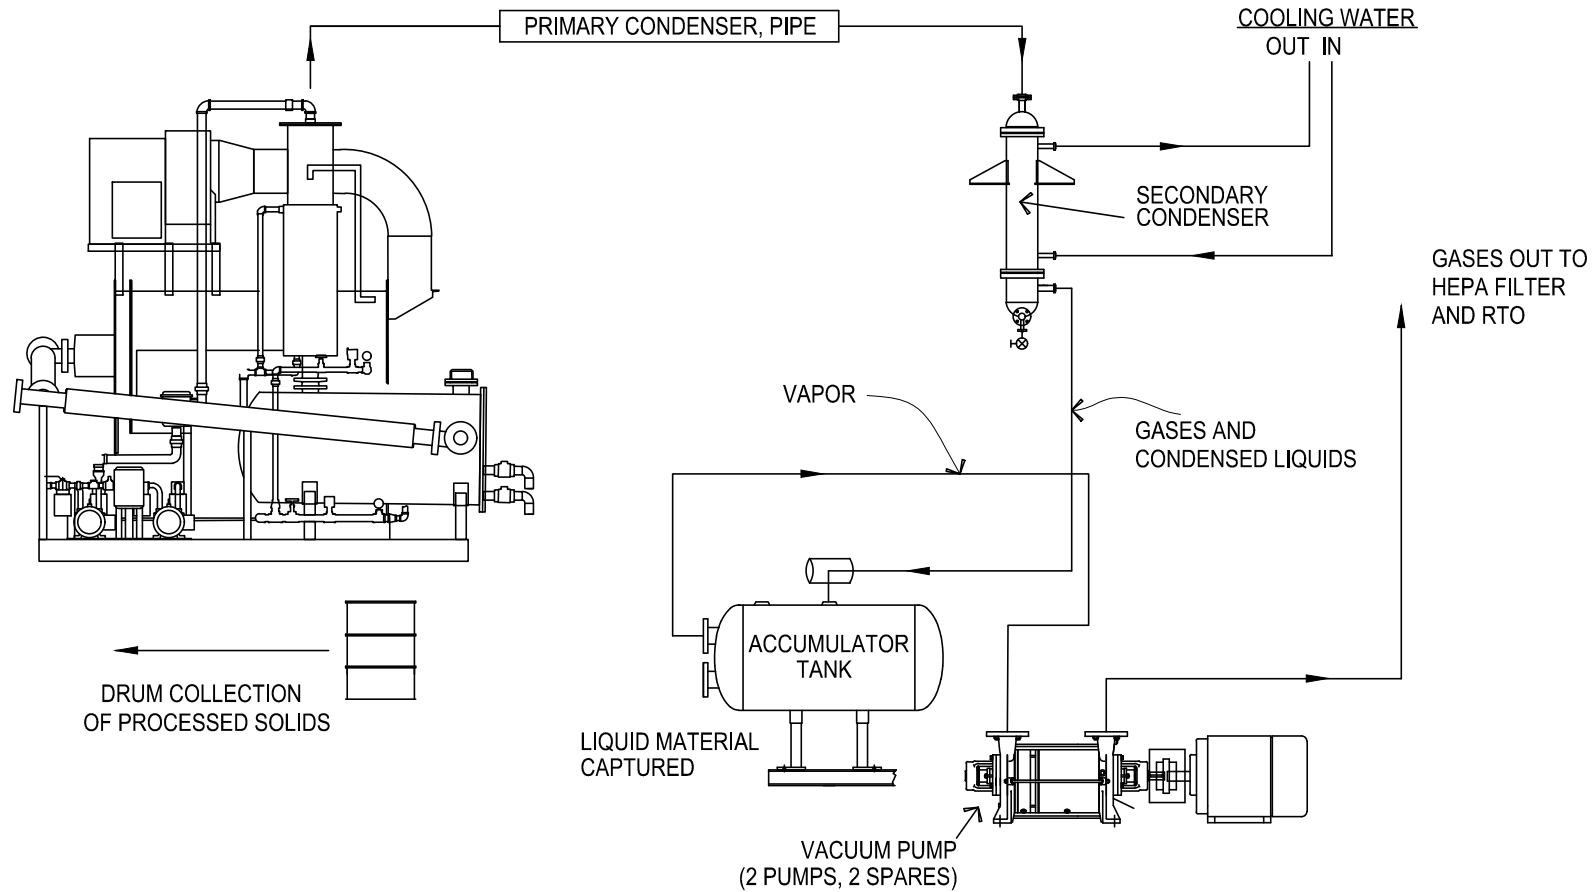 PRIMARY CONDENSER, PIPE
COOLING WATER
OUT IN
SECONDARY
CONDENSER
GASES OUT TO
HEPA FILTER
AND RTO
VAPOR
GASES AND
CONDENSED LIQUIDS
ACCUMULATOR
TANK
DRUM COLLECTION
OF PROCESSED SOLIDS
LIQUID MATERIAL
CAPTURED
VACUUM PUMP
(2 PUMPS, 2 SPARES)